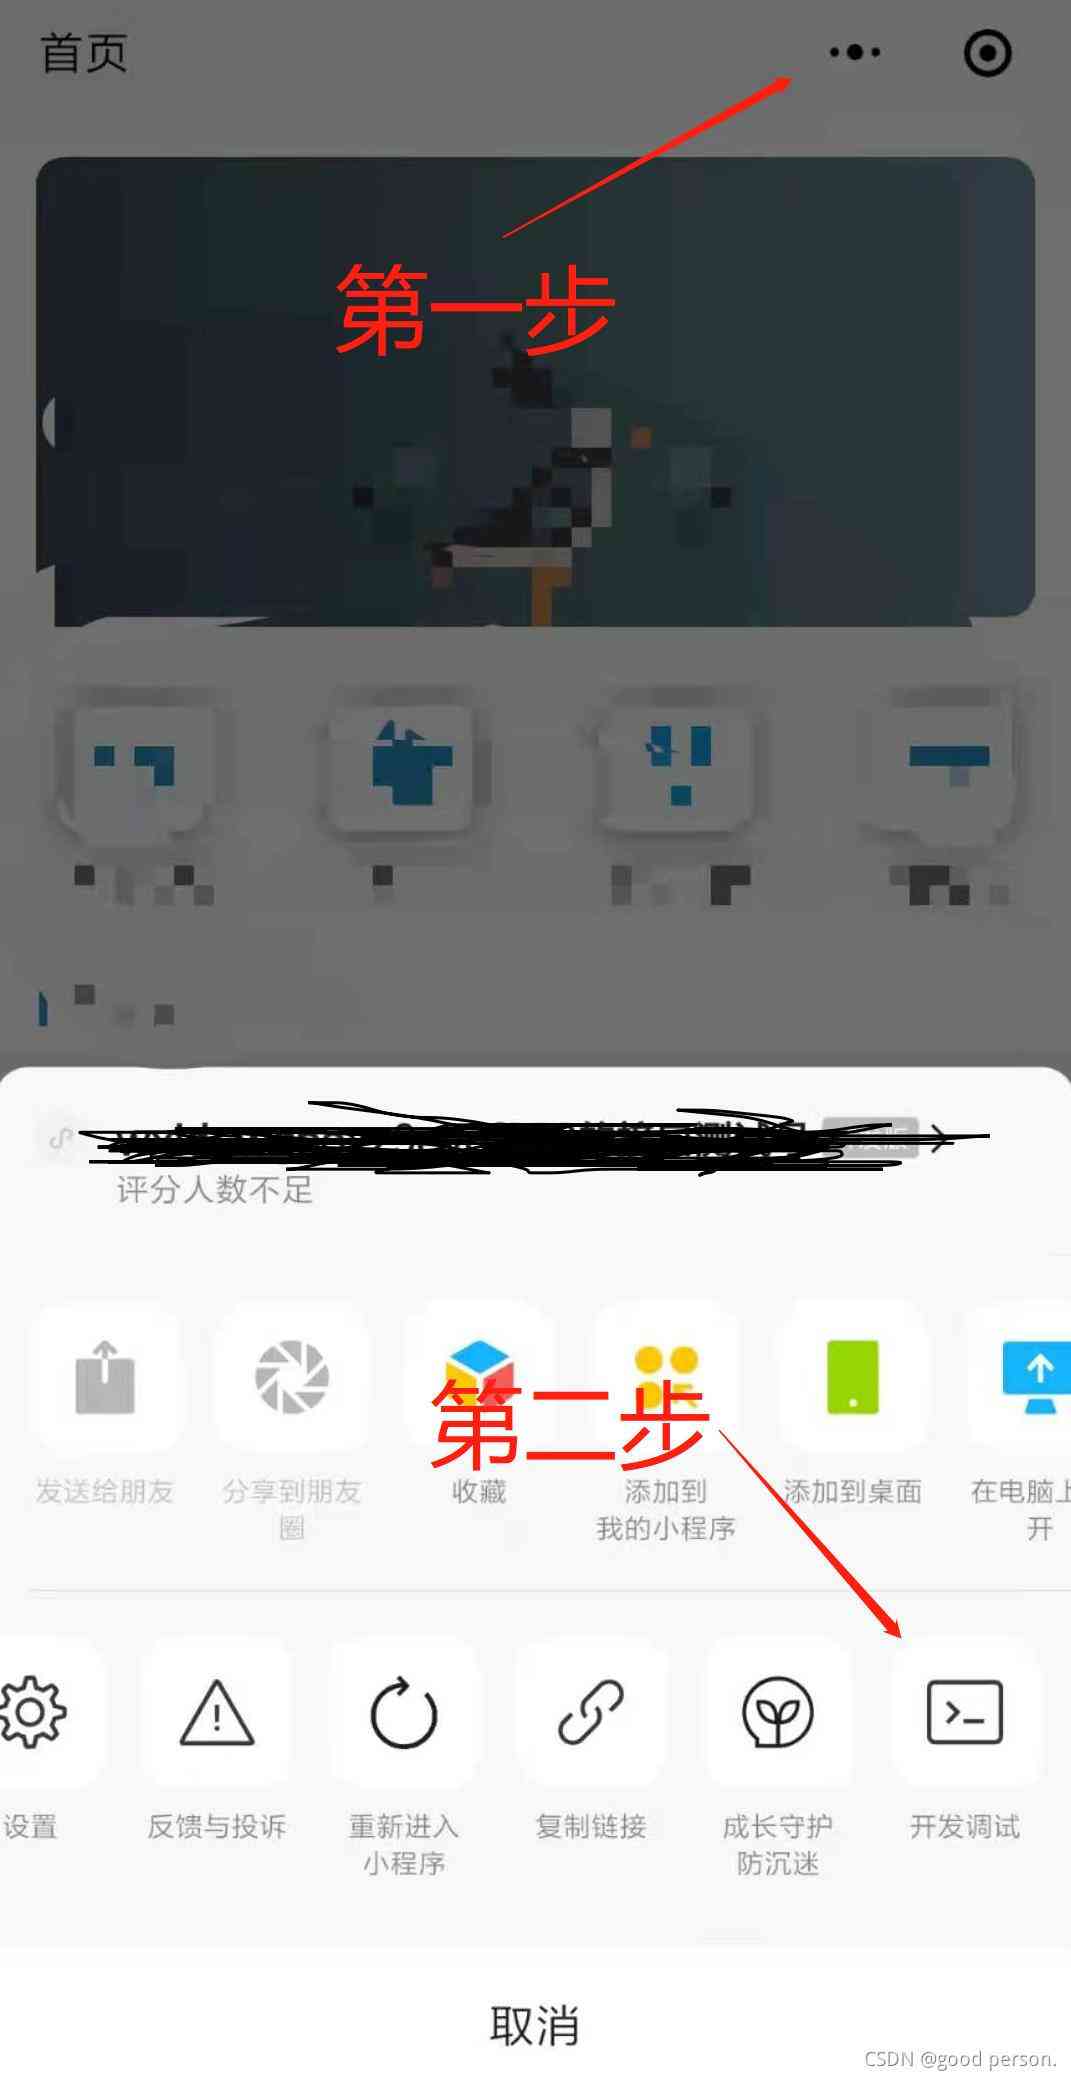 首页
第一步
评分人数不足
第二步
发送给朋友
分享到朋友
圈
收藏
添加到
我的小程序
添加到桌面
在电脑上
开
设置
反馈与投诉
重新进入
小程序
复制链接
成长守护
防沉迷
开发调试
取消
CSDN @good person.